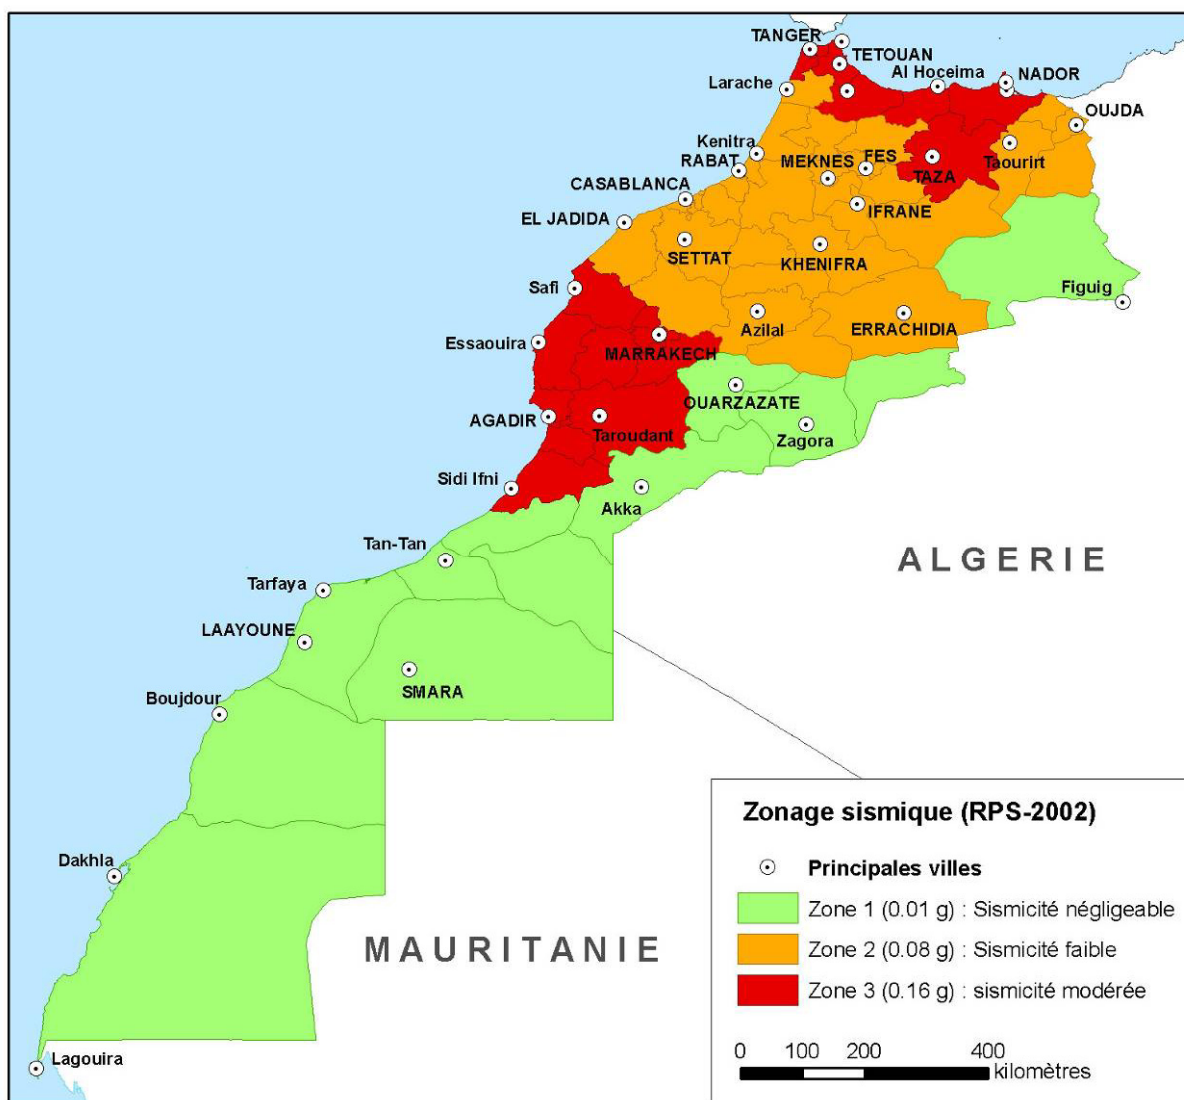 TANGER
TETOUAN
Al Hoceima
NADOR
Larache
OUJDA
Kenitra
RABAT
MEKNES
FES
TAZA
Taourirt
CASABLANCA
IFRANE
EL JADIDA
SETTAT
KHENIFRA
Safi
Figuig
Azilal
ERRACHIDIA
Essaouira
MARRAKECH
OUARZAZATE
AGADIR
Taroudant
Zagora
Sidi Ifni
Akka
Tan-Tan
ALGERIE
Tarfaya
LAAYOUNE
SMARA
Boujdour
Dakhla
MAURITANIE
Lagouira
Zonage sismique (RPS-2002)
Principales villes
Zone 1 (0.01 g) : Sismicité négligeable
Zone 2 (0.08 g) : Sismicité faible
Zone 3 (0.16 g) : sismicité modérée
0 100 200 400
kilomètres